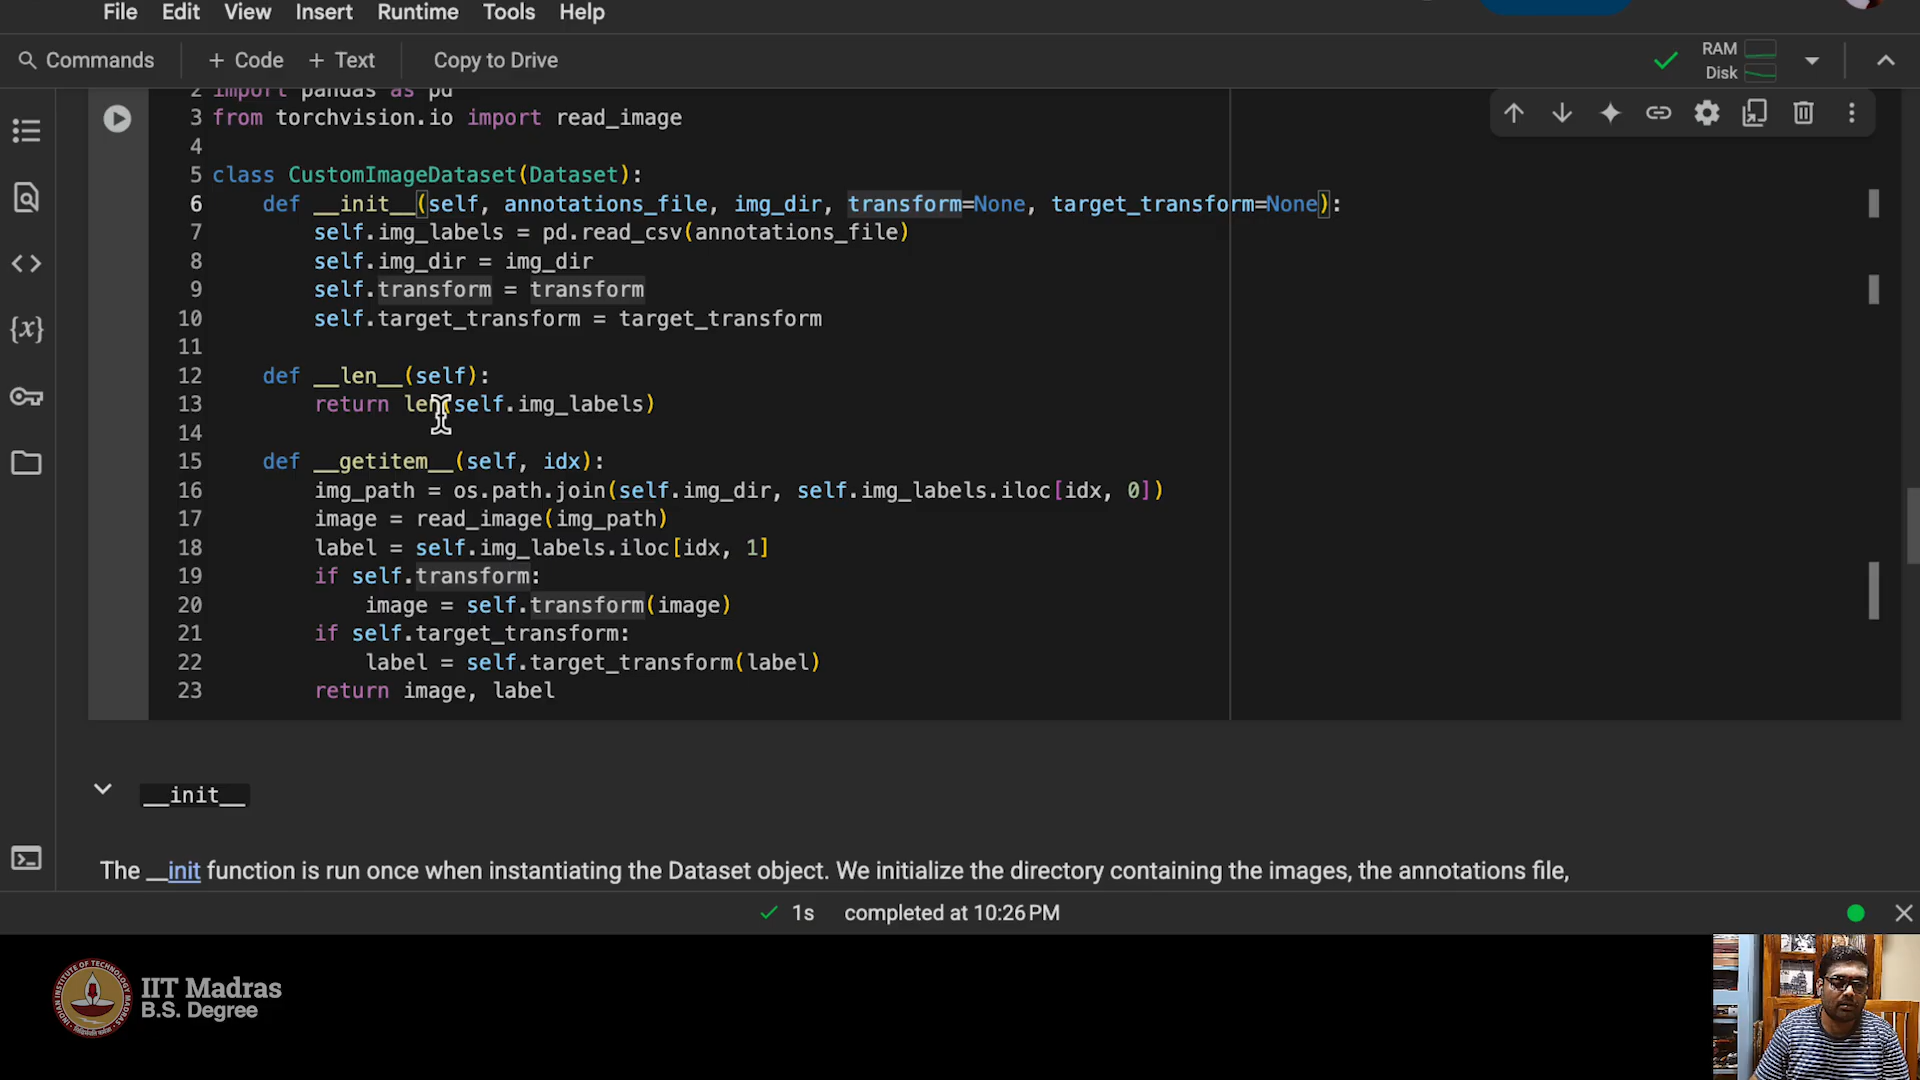 File Edit View Insert Runtime Tools Help
Commands + Code + Text Copy to Drive RAM
Disk
2 import pandas as pd
3 from torchvision.io import read_image
4
5 class CustomImageDataset(Dataset):
6 def __init__(self, annotations_file, img_dir, transform=None, target_transform=None):
7 self.img_labels = pd.read_csv(annotations_file)
8 self.img_dir = img_dir
9 self.transform = transform
10 self.target_transform = target_transform
11
12 def __len__(self):
13 return len(self.img_labels)
14
15 def __getitem__(self, idx):
16 img_path = os.path.join(self.img_dir, self.img_labels.iloc[idx, 0])
17 image = read_image(img_path)
18 label = self.img_labels.iloc[idx, 1]
19 if self.transform:
20 image = self.transform(image)
21 if self.target_transform:
22 label = self.target_transform(label)
23 return image, label
__init__
The __init function is run once when instantiating the Dataset object. We initialize the directory containing the images, the annotations file,
1s completed at 10:26 PM
IIT Madras
B.S. Degree